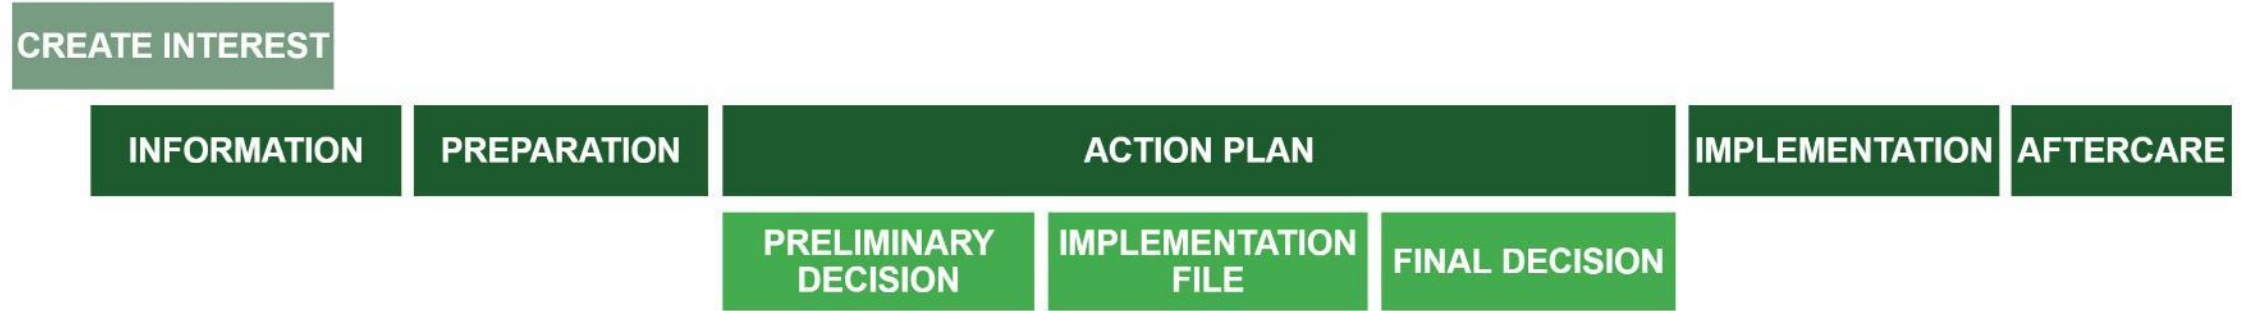 CREATE INTEREST
INFORMATION
PREPARATION
ACTION PLAN
IMPLEMENTATION
AFTERCARE
PRELIMINARY
DECISION
IMPLEMENTATION
FILE
FINAL DECISION